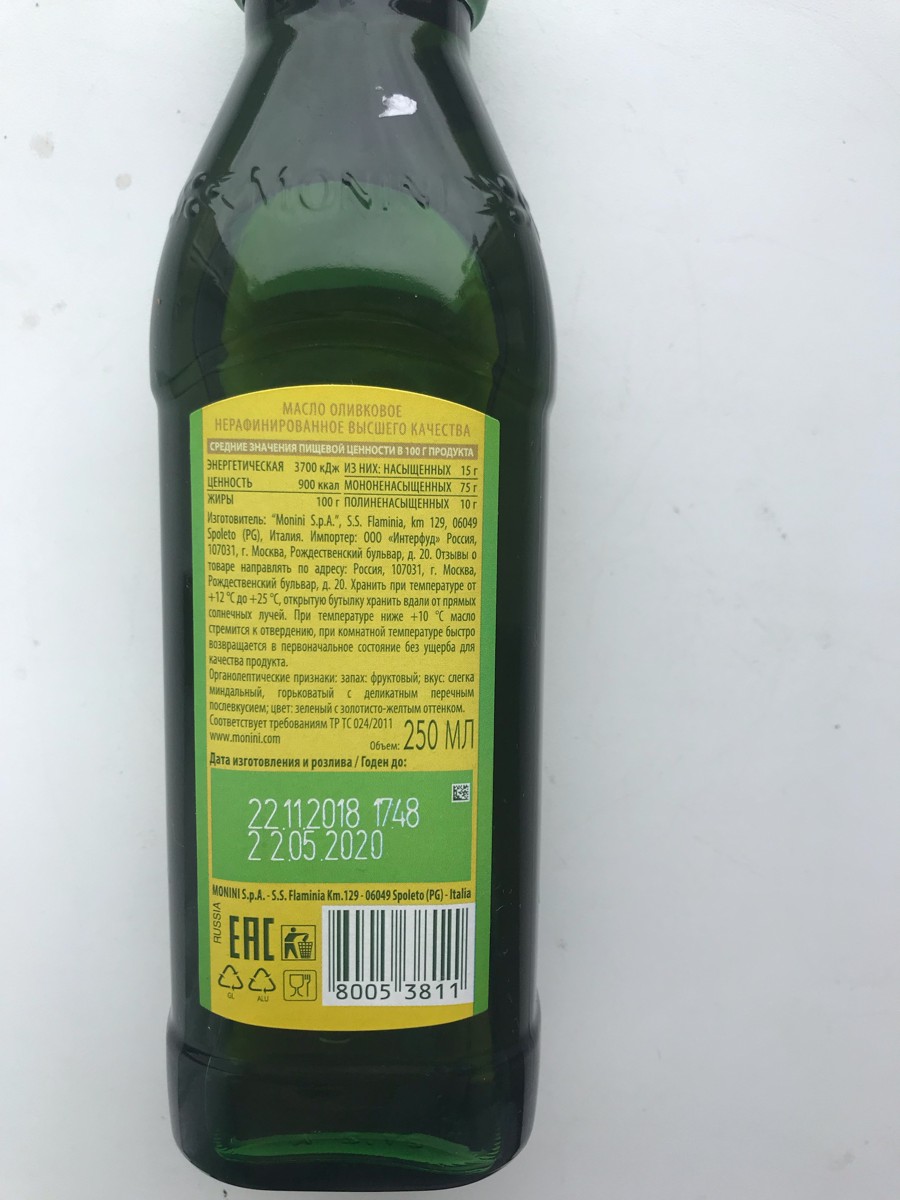 MONINI
МАСЛО ОЛИВКОВОЕ
НЕРАФИНИРОВАННОЕ ВЫСШЕГО КАЧЕСТВА
СРЕДНИЕ ЗНАЧЕНИЯ ПИЩЕВОЙ ЦЕННОСТИ В 100 Г ПРОДУКТА
ЭНЕРГЕТИЧЕСКАЯ 3700 кДж ИЗ НИХ: НАСЫЩЕННЫХ 15 г
ЦЕННОСТЬ 900 ккал МОНОНЕНАСЫЩЕННЫХ 75 г
ЖИРЫ 100 г ПОЛИНЕНАСЫЩЕННЫХ 10 г
Изготовитель: "Monini S.p.A.", S.S. Flaminia, km 129, 06049
Spoleto (PG), Италия. Импортер: ООО «Интерфуд» Россия,
107031, г. Москва, Рождественский бульвар, д. 20. Отзывы о
товаре направлять по адресу: Россия, 107031, г. Москва,
Рождественский бульвар, д. 20. Хранить при температуре от
+12 °C до +25 °C, открытую бутылку хранить вдали от прямых
солнечных лучей. При температуре ниже +10 °C масло
стремится к отвердению, при комнатной температуре быстро
возвращается в первоначальное состояние без ущерба для
качества продукта.
Органолептические признаки: запах: фруктовый; вкус: слегка
миндальный, горьковатый с деликатным перечным
послевкусием; цвет: зеленый с золотисто-желтым оттенком.
Соответствует требованиям ТР ТС 024/2011
www.monini.com
Объем: 250 МЛ
Дата изготовления и розлива / Годен до:
22.11.2018 17:48
22.05.2020
MONINI S.p.A. - S.S. Flaminia Km.129 - 06049 Spoleto (PG) - Italia
RUSSIA
EAC
GL ALU
8005 3811